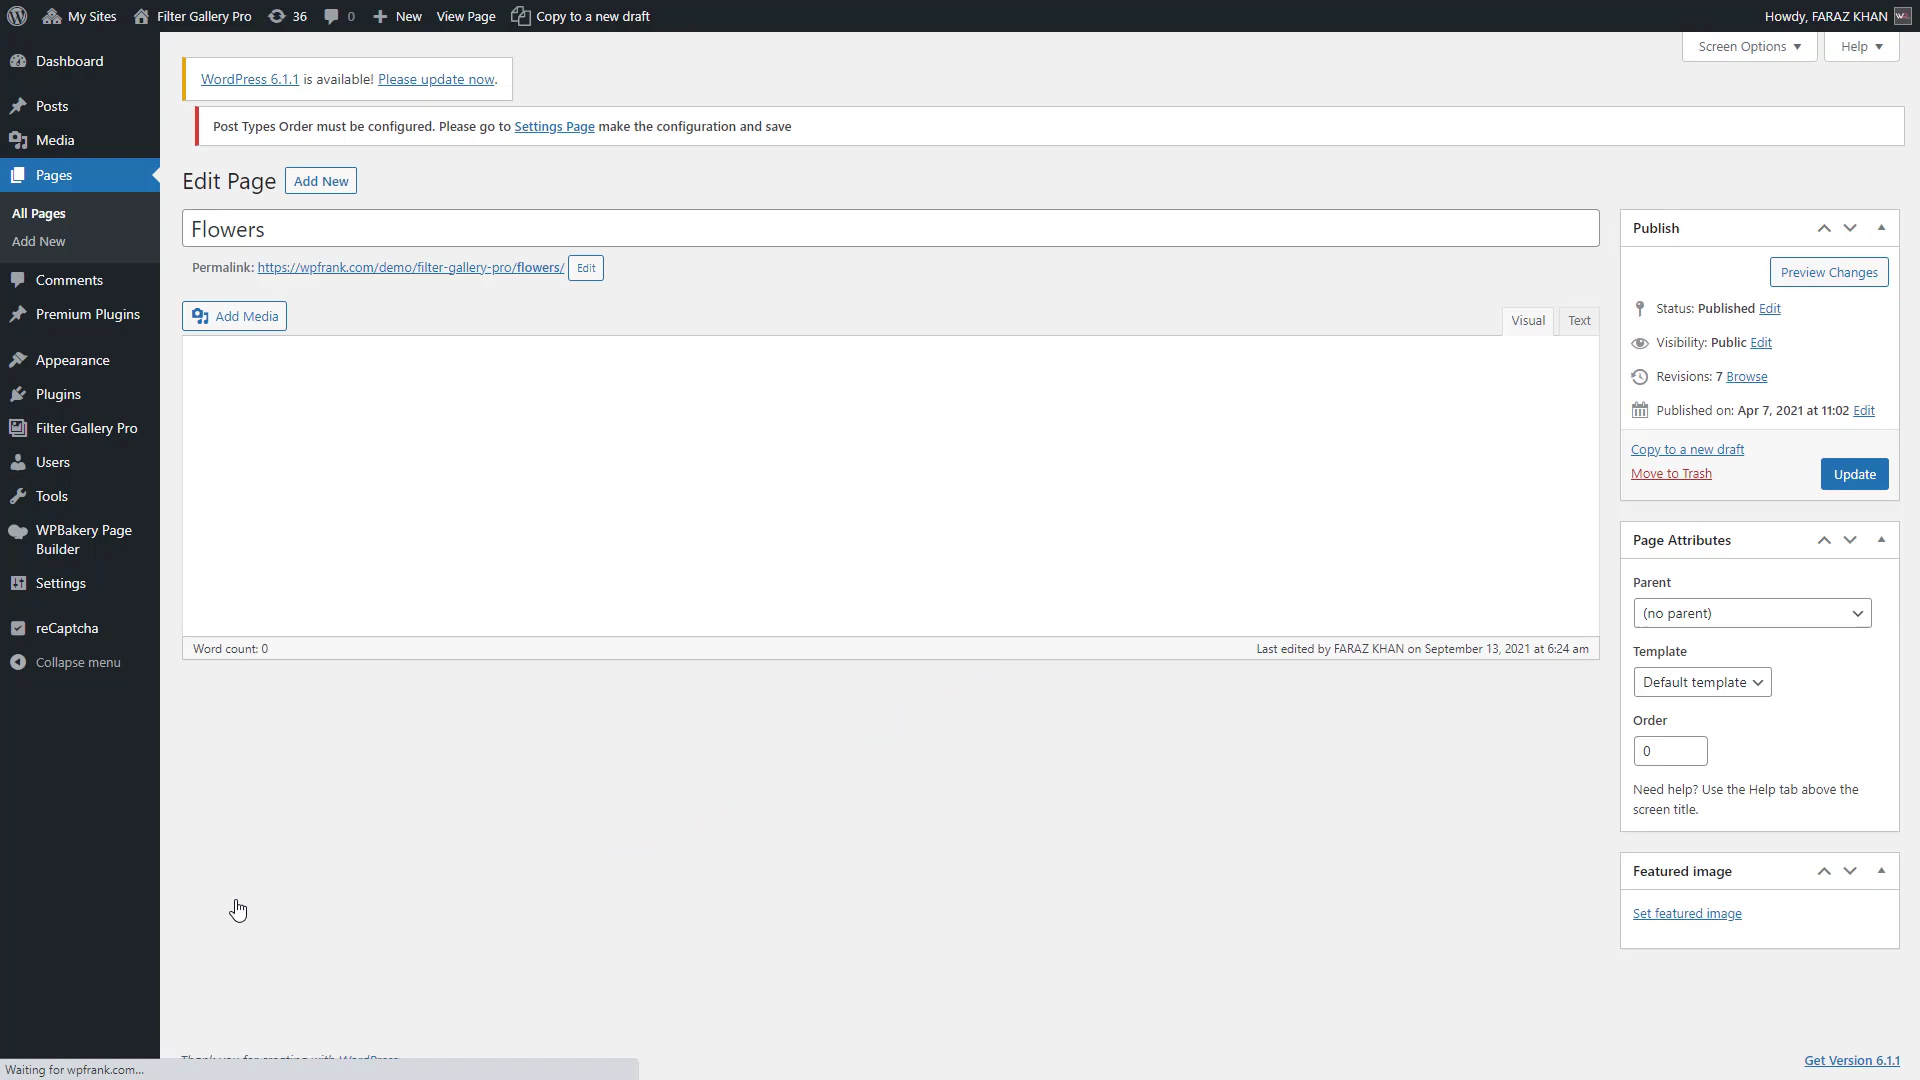 My Sites
Filter Gallery Pro
36
0
New
View Page
Copy to a new draft
Howdy, FARAZ KHAN
Screen Options
Help
Dashboard
Posts
Media
Pages
All Pages
Add New
Comments
Premium Plugins
Appearance
Plugins
Filter Gallery Pro
Users
Tools
WPBakery Page
Builder
Settings
reCaptcha
Collapse menu
WordPress 6.1.1 is available! Please update now.
Post Types Order must be configured. Please go to Settings Page make the configuration and save
Edit Page
Add New
Flowers
Permalink: https://wpfrank.com/demo/filter-gallery-pro/flowers/ Edit
Add Media
Visual
Text
Word count: 0
Last edited by FARAZ KHAN on September 13, 2021 at 6:24 am
Publish
Preview Changes
Status: Published Edit
Visibility: Public Edit
Revisions: 7 Browse
Published on: Apr 7, 2021 at 11:02 Edit
Copy to a new draft
Move to Trash
Update
Page Attributes
Parent
(no parent)
Template
Default template
Order
0
Need help? Use the Help tab above the
screen title.
Featured image
Set featured image
Thank you for creating with WordPress
Get Version 6.1.1
Waiting for wpfrank.com...